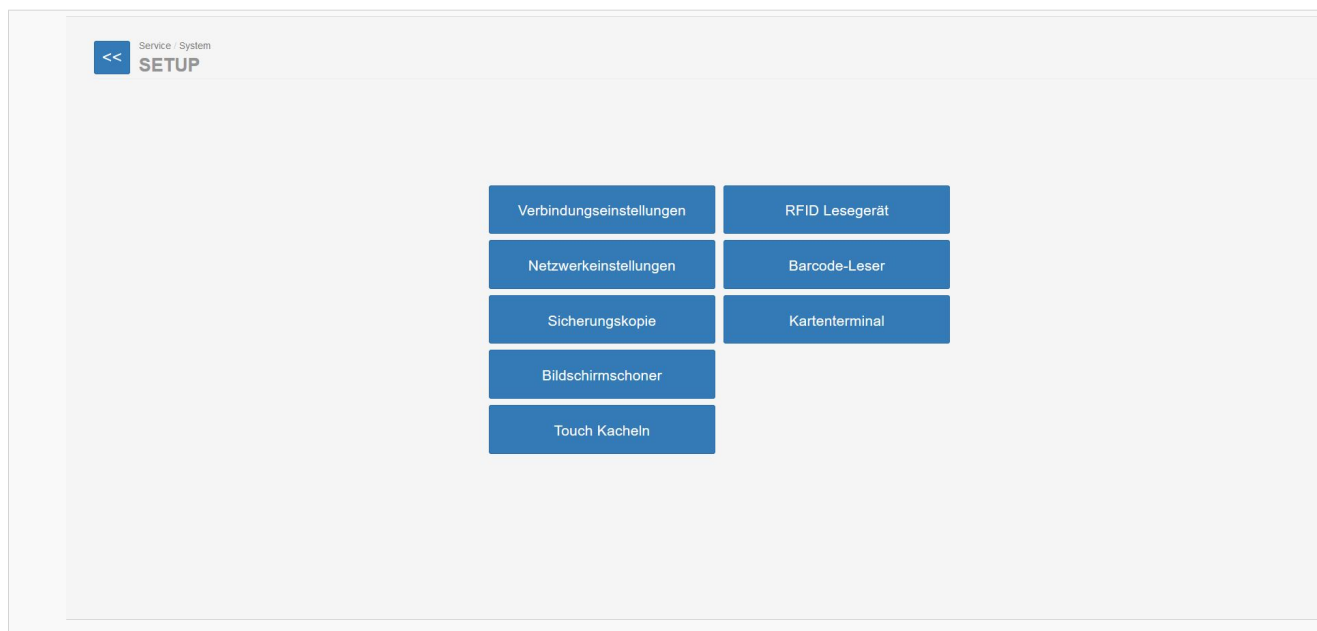 <<
Service / System
SETUP
Verbindungseinstellungen
RFID Lesegerät
Netzwerkeinstellungen
Barcode-Leser
Sicherungskopie
Kartenterminal
Bildschirmschoner
Touch Kacheln